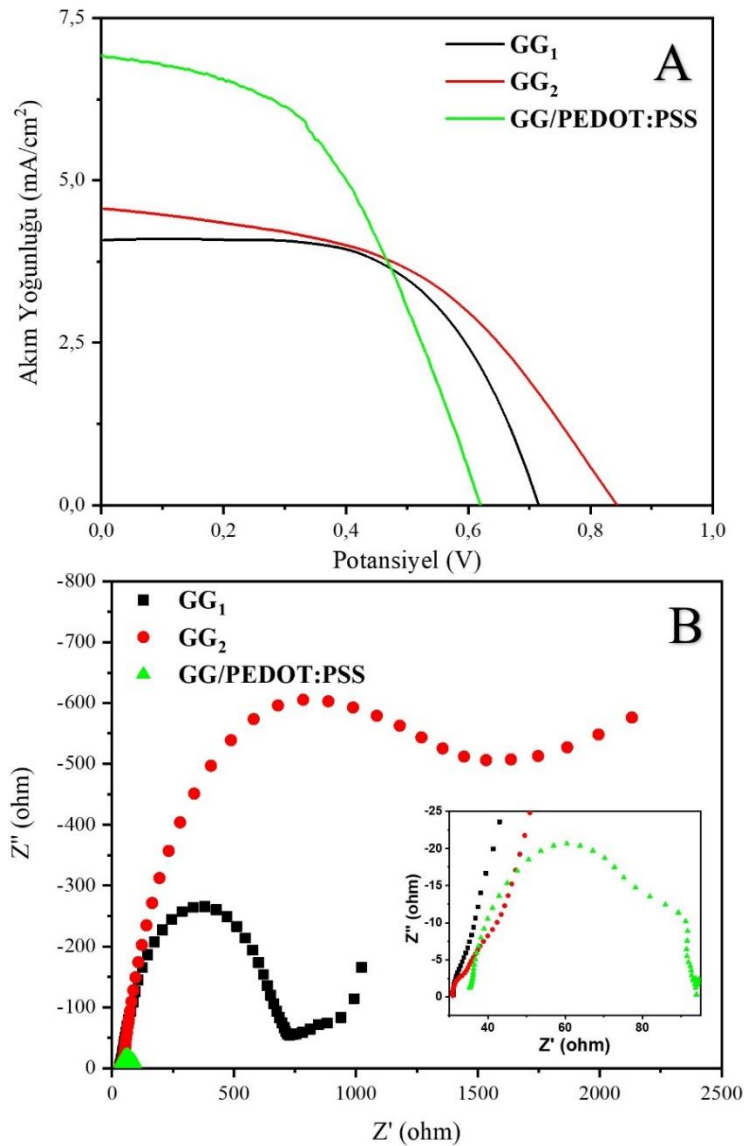 A
GG₁
GG₂
GG/PEDOT:PSS
Akım Yoğunluğu (mA/cm²)
7,5
5,0
2,5
0,0
0,0 0,2 0,4 0,6 0,8 1,0
Potansiyel (V)
B
GG₁
GG₂
GG/PEDOT:PSS
Z'' (ohm)
-800
-700
-600
-500
-400
-300
-200
-100
0
0 500 1000 1500 2000 2500
Z' (ohm)
Z'' (ohm)
-25
-20
-15
-10
-5
0
40 60 80
Z' (ohm)